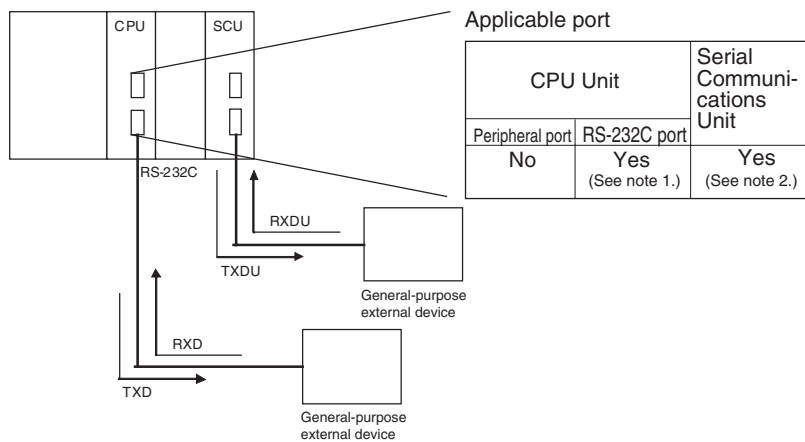 CPU
SCU
Applicable port
CPU Unit
Serial
Communi-
cations
Unit
Peripheral port
RS-232C port
No
Yes
(See note 1.)
Yes
(See note 2.)
RS-232C
RXDU
TXDU
General-purpose
external device
RXD
TXD
General-purpose
external device